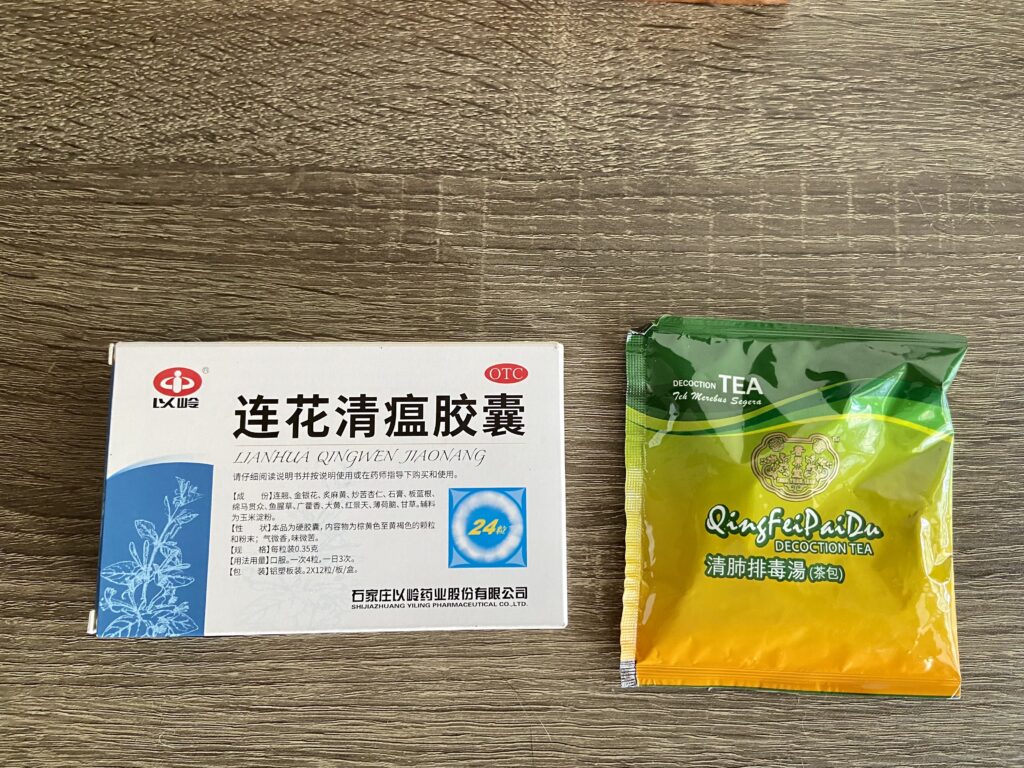 以岭®
OTC
连花清瘟胶囊
LIANHUA QINGWEN JIAONANG
请仔细阅读说明书并按说明使用或在药师指导下购买和使用。
【成 份】连翘、金银花、炙麻黄、炒苦杏仁、石膏、板蓝根、
绵马贯众、鱼腥草、广藿香、大黄、红景天、薄荷脑、甘草。辅料
为玉米淀粉。
【性 状】本品为硬胶囊，内容物为棕黄色至黄褐色的颗粒
和粉末；气微香，味微苦。
【规 格】每粒装0.35克
【用法用量】口服。一次4粒，一日3次。
【包 装】铝塑板装。2X12粒/板/盒。
24粒
石家庄以岭药业股份有限公司
SHIJIAZHUANG YILING PHARMACEUTICAL CO.,LTD.
DECOCTION TEA
Teh Merebus Segera
QingFeiPaiDu
DECOCTION TEA
清肺排毒湯(茶包)